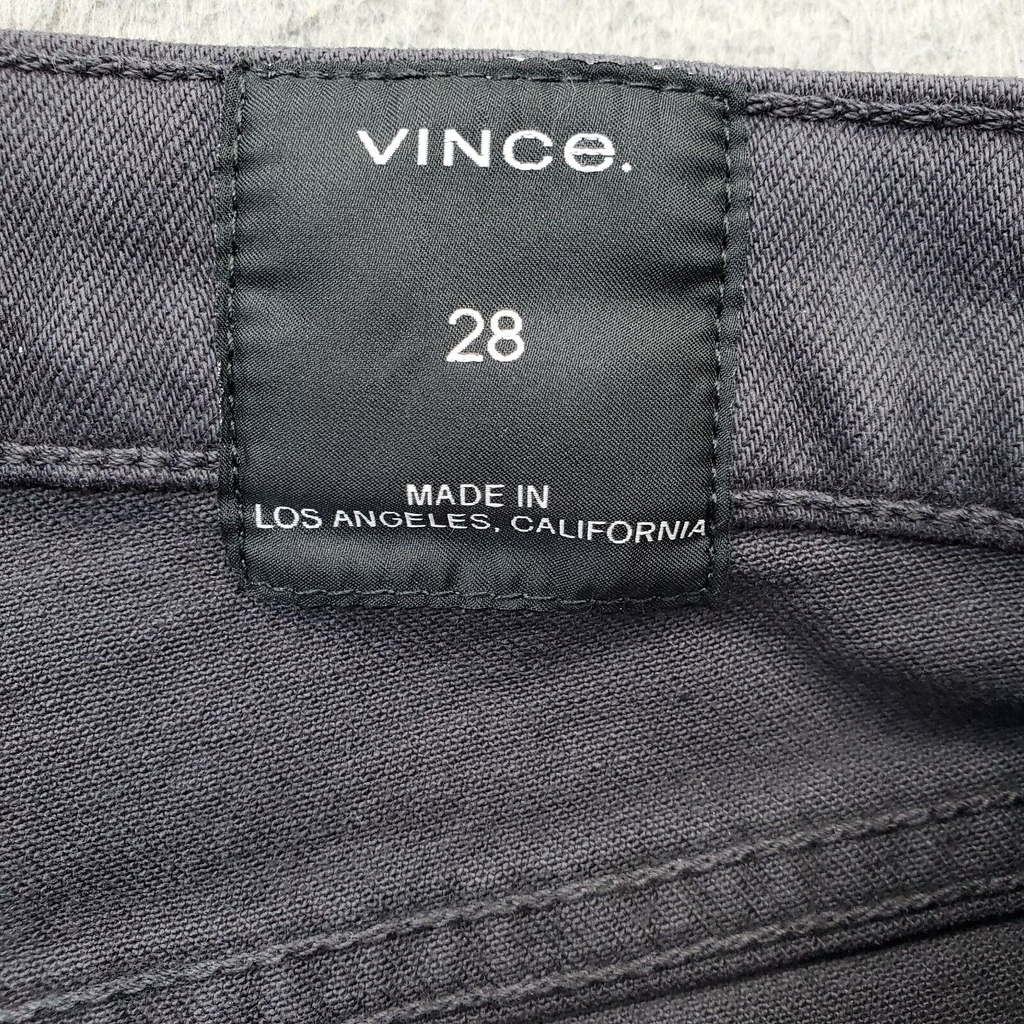 VINCe.
28
MADE IN
LOS ANGELES, CALIFORNIA